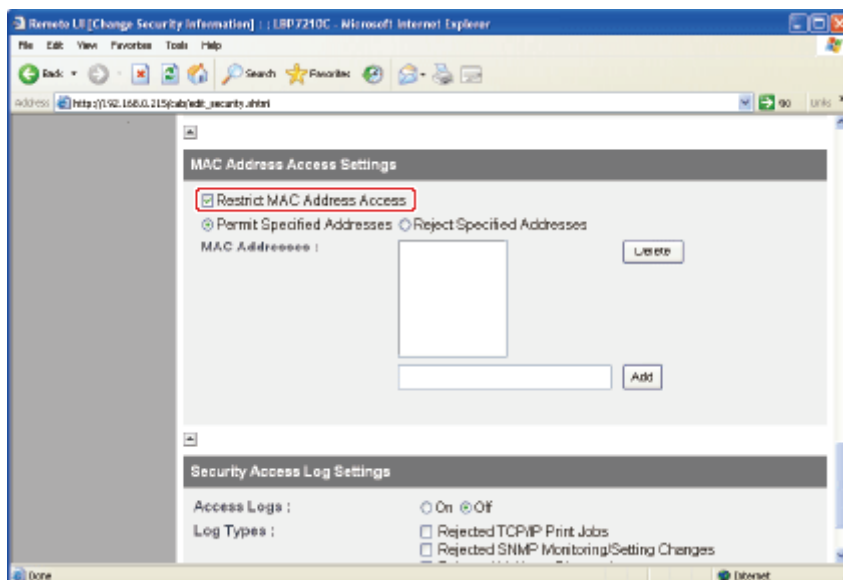 Remote UI [Change Security Information] : : LBP7210C - Microsoft Internet Explorer
File Edit View Favorites Tools Help
Back Search Favorites
Address http://192.168.0.215/cab/edit_security.shtml Go Links
MAC Address Access Settings
Restrict MAC Address Access
Permit Specified Addresses Reject Specified Addresses
MAC Addresses : Delete
Add
Security Access Log Settings
Access Logs : On Off
Log Types : Rejected TCP/IP Print Jobs
Rejected SNMP Monitoring/Setting Changes
Done Internet